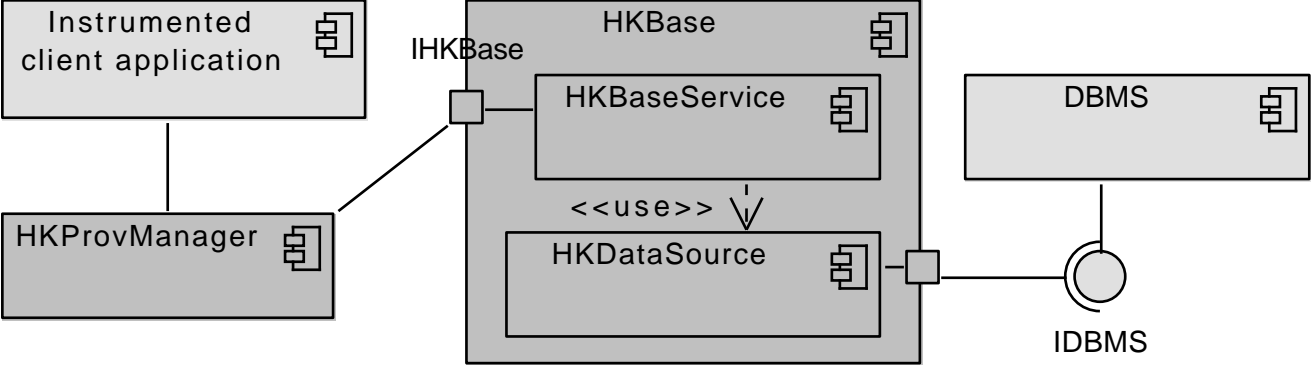 Instrumented
client application
HKProvManager
IHKBase
HKBase
HKBaseService
<<use>>
HKDataSource
DBMS
IDBMS